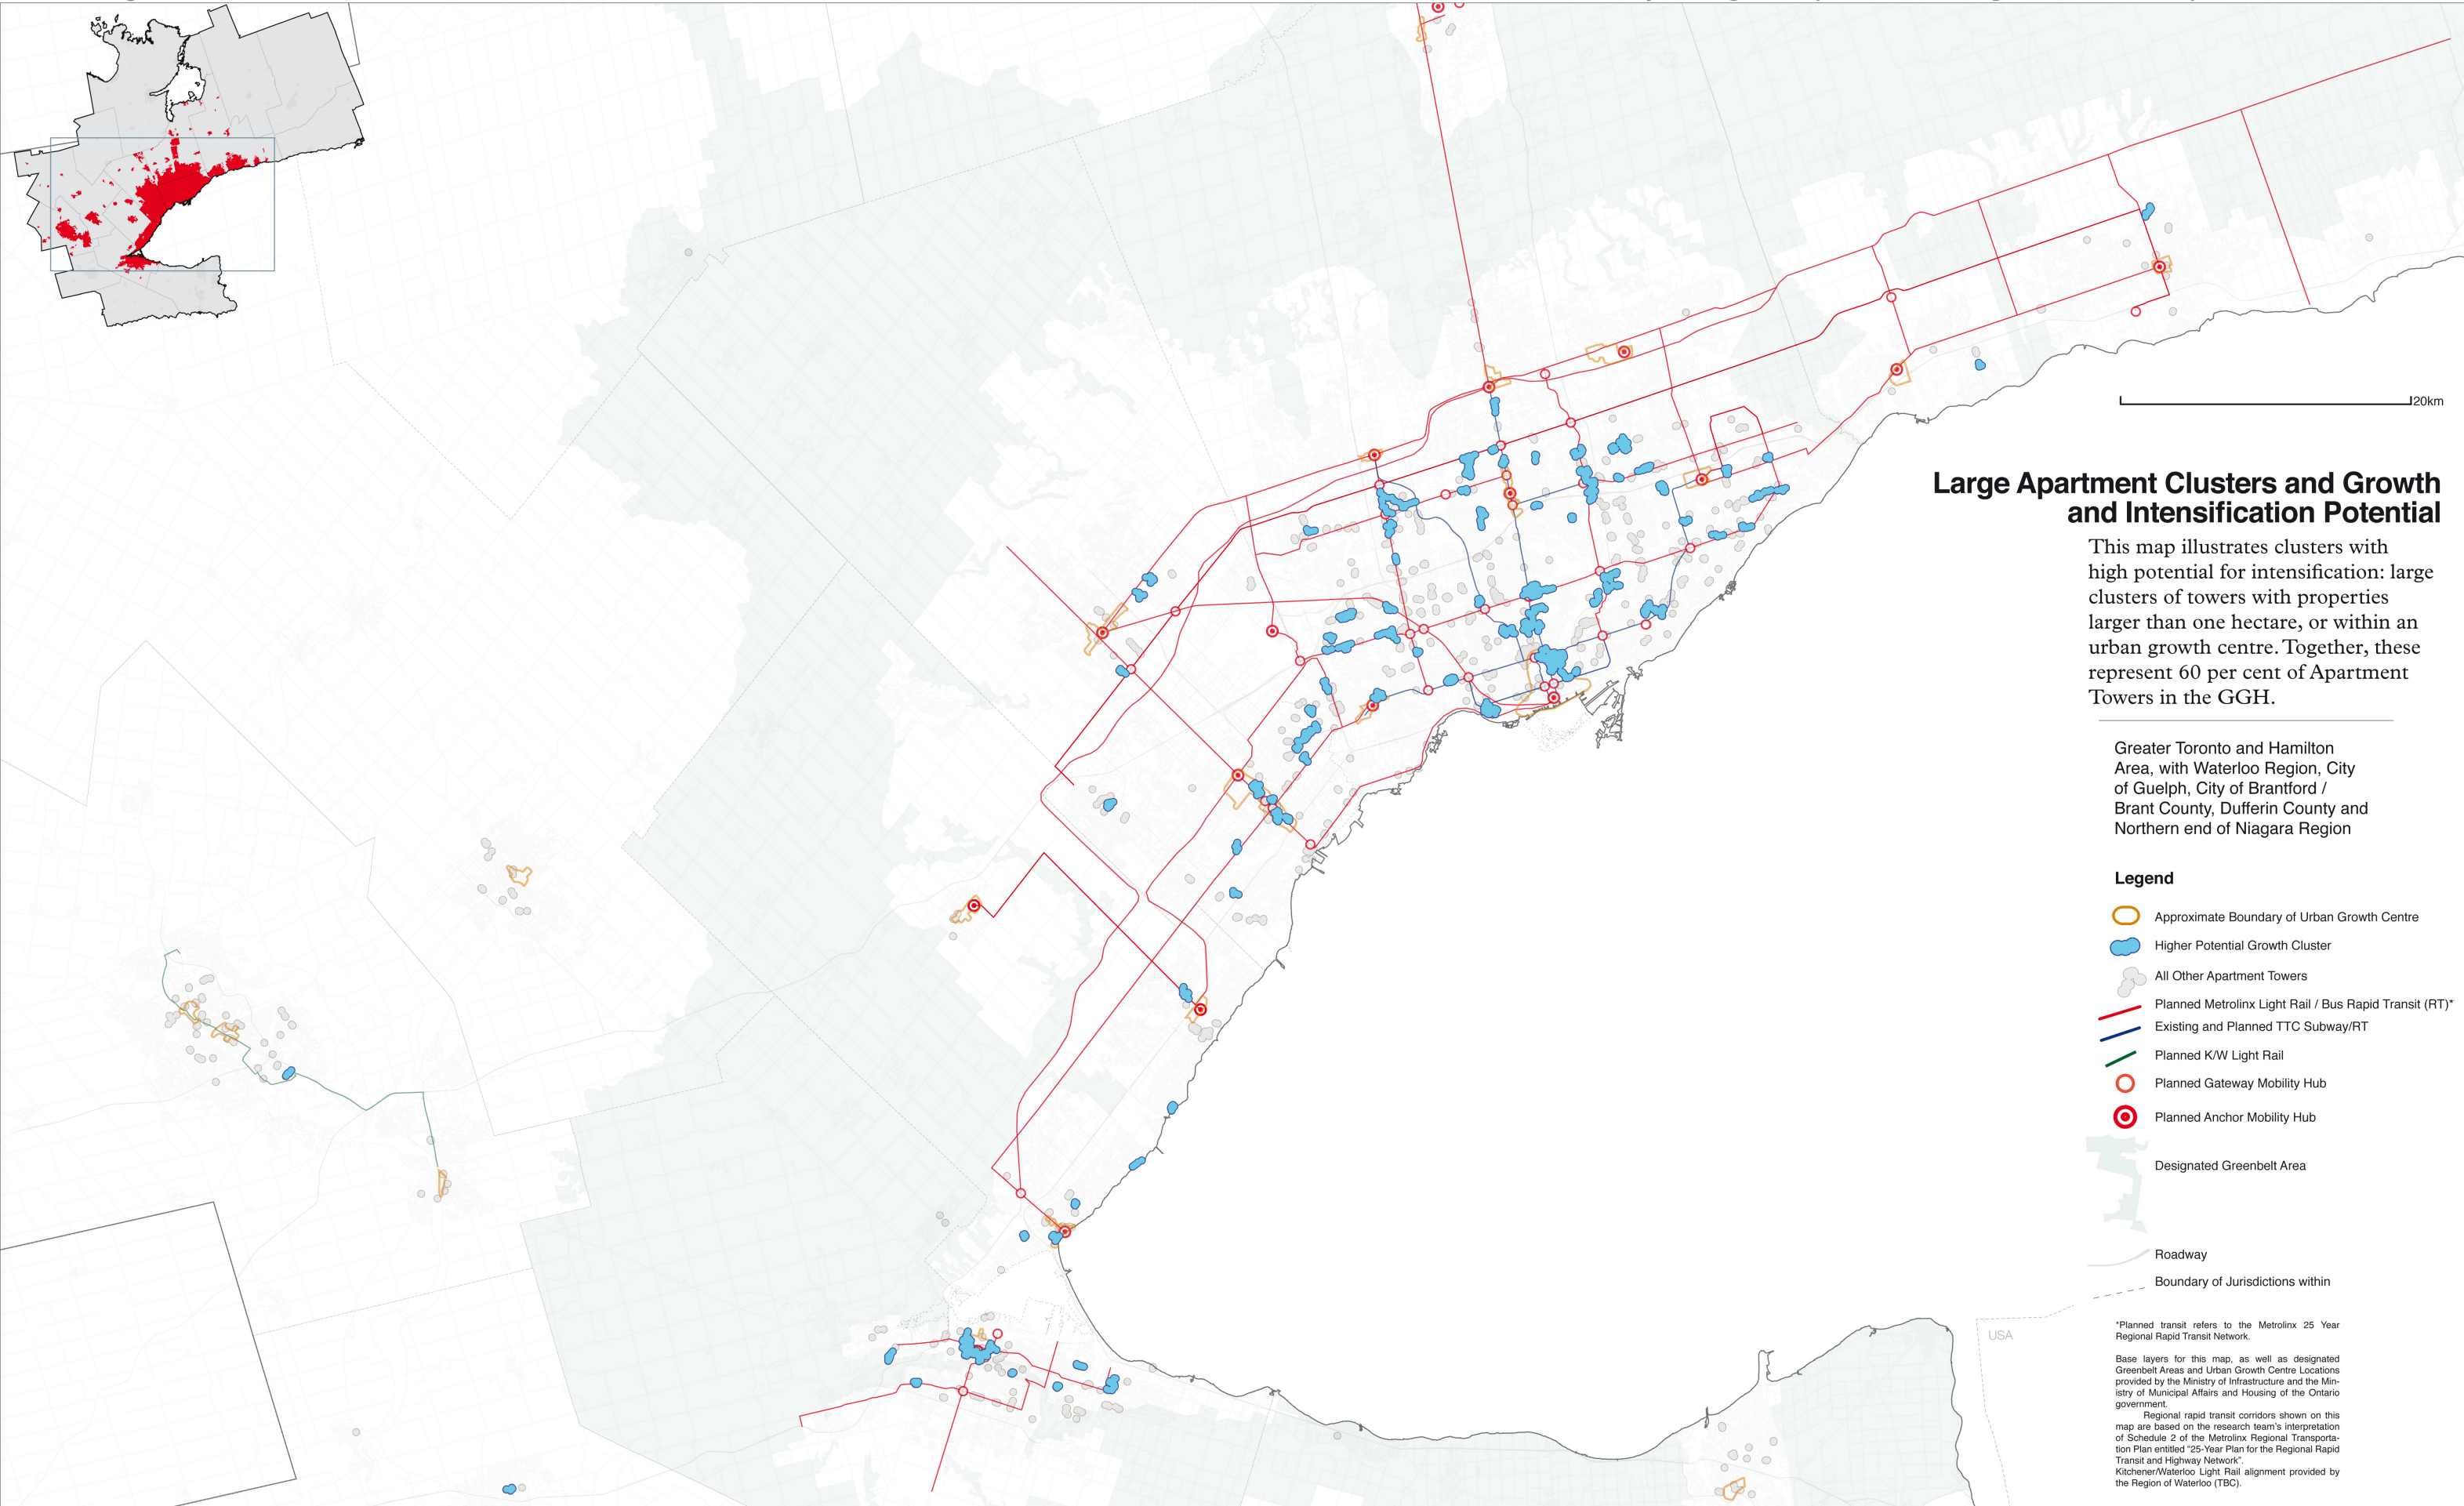 20km
Large Apartment Clusters and Growth
and Intensification Potential
This map illustrates clusters with
high potential for intensification: large
clusters of towers with properties
larger than one hectare, or within an
urban growth centre. Together, these
represent 60 per cent of Apartment
Towers in the GGH.
Greater Toronto and Hamilton
Area, with Waterloo Region, City
of Guelph, City of Brantford /
Brant County, Dufferin County and
Northern end of Niagara Region
Legend
Approximate Boundary of Urban Growth Centre
Higher Potential Growth Cluster
All Other Apartment Towers
Planned Metrolinx Light Rail / Bus Rapid Transit (RT)*
Existing and Planned TTC Subway/RT
Planned K/W Light Rail
Planned Gateway Mobility Hub
Planned Anchor Mobility Hub
Designated Greenbelt Area
Roadway
Boundary of Jurisdictions within
USA
*Planned transit refers to the Metrolinx 25 Year
Regional Rapid Transit Network.
Base layers for this map, as well as designated
Greenbelt Areas and Urban Growth Centre Locations
provided by the Ministry of Infrastructure and the Min-
istry of Municipal Affairs and Housing of the Ontario
government.
Regional rapid transit corridors shown on this
map are based on the research team's interpretation
of Schedule 2 of the Metrolinx Regional Transporta-
tion Plan entitled "25-Year Plan for the Regional Rapid
Transit and Highway Network".
Kitchener/Waterloo Light Rail alignment provided by
the Region of Waterloo (TBC).